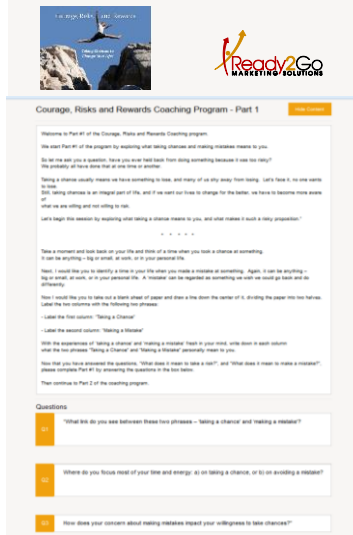 Courage, Risks and Rewards
Taking Chances to
Change Your Life
Ready2Go
MARKETING SOLUTIONS
Courage, Risks and Rewards Coaching Program - Part 1
Hide Content
Welcome to Part #1 of the Courage, Risks and Rewards Coaching program
We start Part #1 of the program by exploring what taking chances and making mistakes means to you.
So let me ask you a question, have you ever held back from doing something because it was too risky?
We probably all have done that at one time or another.
Taking a chance usually means we have something to lose, and many of us shy away from losing. Let's face it, no one wants
to lose.
Still, taking chances is an integral part of life, and if we want our lives to change for the better, we have to become more aware
of
what we are willing and not willing to risk.
Let's begin this session by exploring what taking a chance means to you, and what makes it such a risky proposition."
* * * * *
Take a moment and look back on your life and think of a time when you took a chance at something.
It can be anything – big or small, at work, or in your personal life.
Next, I would like you to identify a time in your life when you made a mistake at something. Again, it can be anything –
big or small, at work, or in your personal life. A 'mistake' can be regarded as something we wish we could go back and do
differently.
Now I would like you to take out a blank sheet of paper and draw a line down the center of it, dividing the paper into two halves.
Label the two columns with the following two phrases:
- Label the first column: "Taking a Chance"
- Label the second column: "Making a Mistake"
With the experiences of 'taking a chance' and 'making a mistake' fresh in your mind, write down in each column
what the two phrases "Taking a Chance" and "Making a Mistake" personally mean to you.
Now that you have answered the questions, "What does it mean to take a risk?", and "What does it mean to make a mistake?",
please complete Part #1 by answering the questions in the box below.
Then continue to Part 2 of the coaching program.
Questions
Q1
"What link do you see between these two phrases – 'taking a chance' and 'making a mistake'?
Q2
Where do you focus most of your time and energy: a) on taking a chance, or b) on avoiding a mistake?
Q3
How does your concern about making mistakes impact your willingness to take chances?"